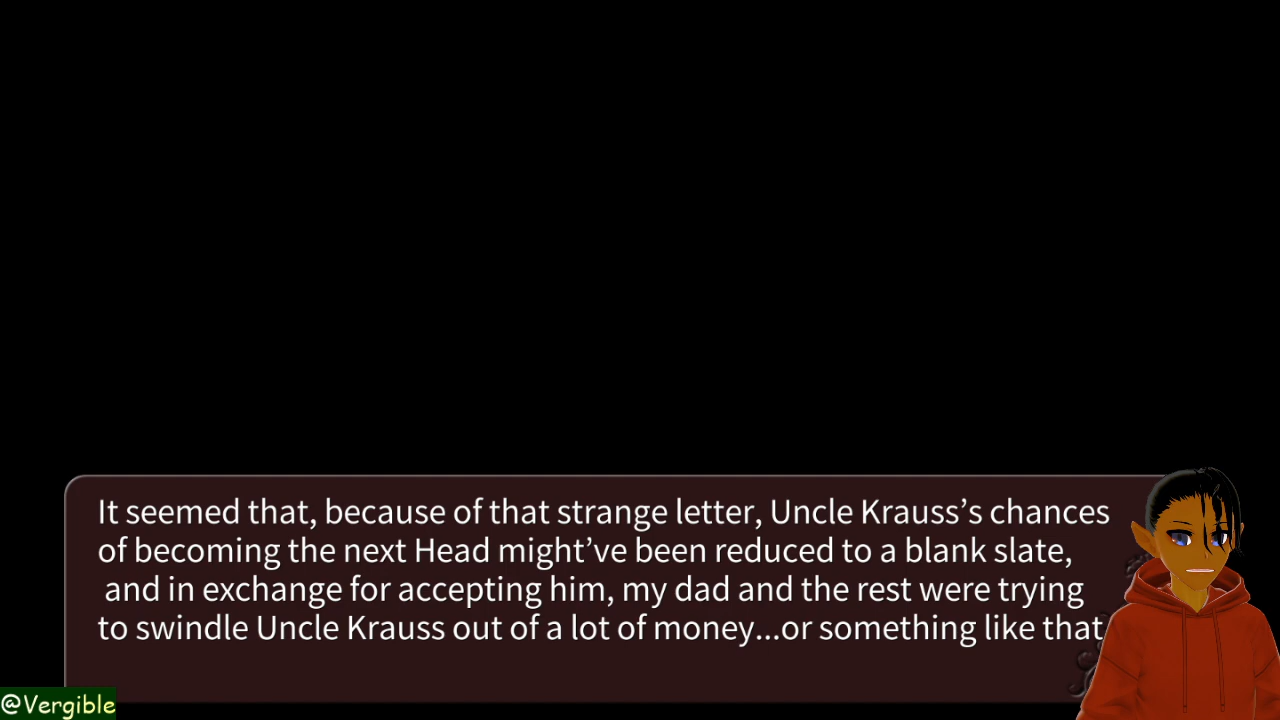 It seemed that, because of that strange letter, Uncle Krauss’s chances
of becoming the next Head might’ve been reduced to a blank slate,
and in exchange for accepting him, my dad and the rest were trying
to swindle Uncle Krauss out of a lot of money...or something like that
@Vergible